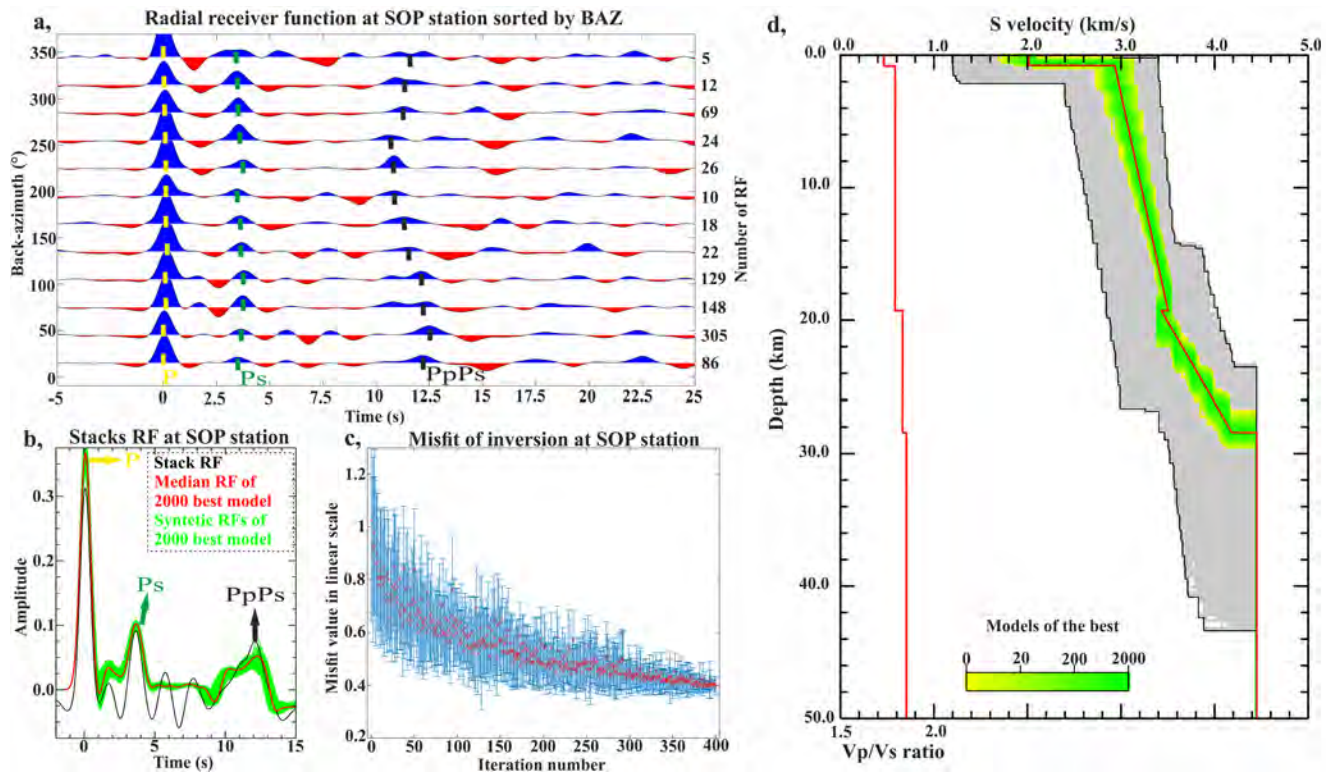 a, Radial receiver function at SOP station sorted by BAZ
Back-azimuth (°)
350
300
250
200
150
100
50
0
5
12
69
24
26
10
18
22
129
148
305
86
Number of RF
P
Ps
PpPs
-5 -2.5 0 2.5 5 7.5 10 12.5 15 17.5 20 22.5 25
Time (s)
b, Stacks RF at SOP station
Amplitude
0.3
0.2
0.1
0.0
P
Ps
PpPs
Stack RF
Median RF of
2000 best model
Syntetic RFs of
2000 best model
0 5 10 15
Time (s)
c, Misfit of inversion at SOP station
Misfit value in linear scale
1.2
1
0.8
0.6
0.4
0.2
0 50 100 150 200 250 300 350 400
Iteration number
d, S velocity (km/s)
0.0 1.0 2.0 3.0 4.0 5.0
Depth (km)
0.0
10.0
20.0
30.0
40.0
50.0
Models of the best
0 20 200 2000
1.5 2.0
Vp/Vs ratio